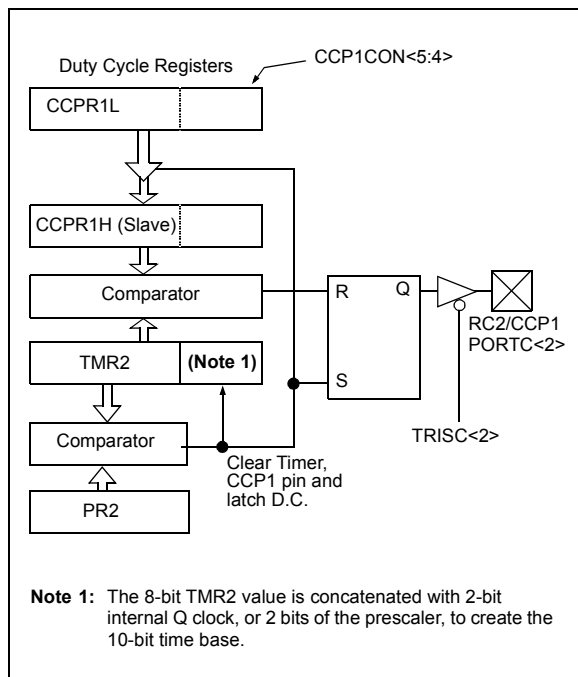 Duty Cycle Registers
CCP1CON<5:4>
CCPR1L
CCPR1H (Slave)
Comparator
R
Q
RC2/CCP1
PORTC<2>
TMR2
(Note 1)
S
TRISC<2>
Comparator
Clear Timer,
CCP1 pin and
latch D.C.
PR2
Note 1: The 8-bit TMR2 value is concatenated with 2-bit
internal Q clock, or 2 bits of the prescaler, to create the
10-bit time base.